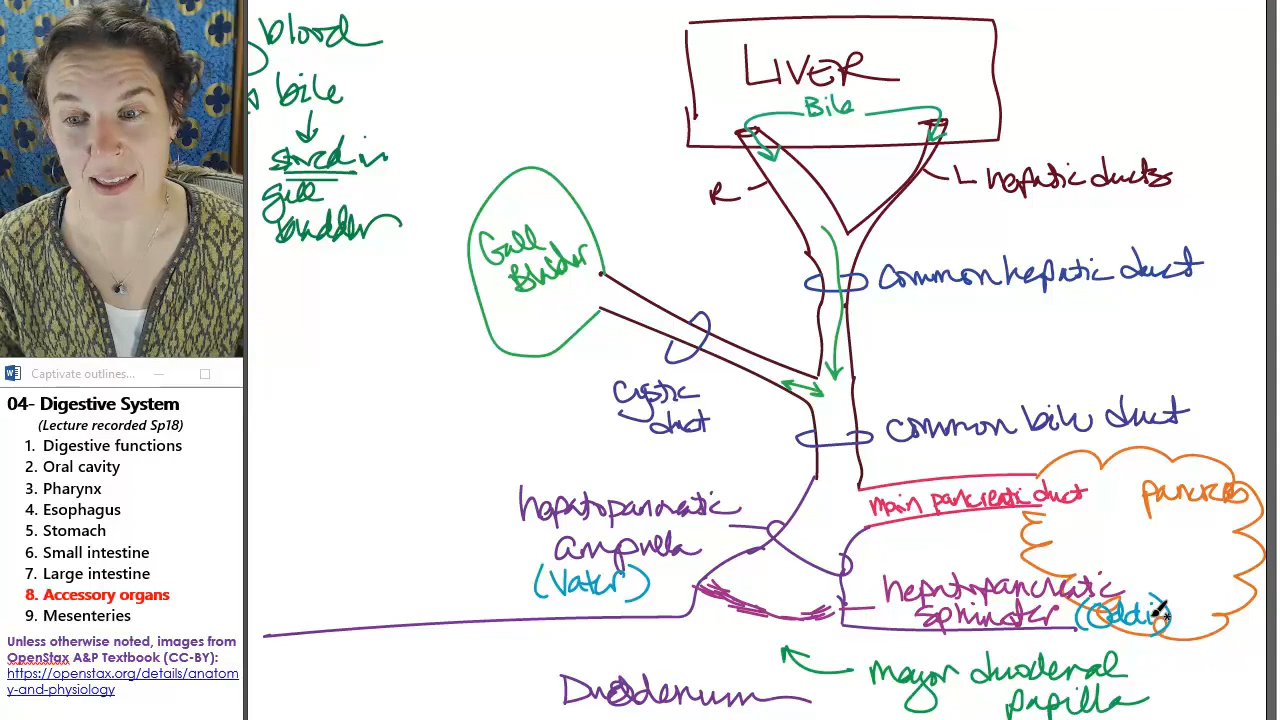 blood
bile
stored in
gall
bladder
LIVER
Bile
R
L hepatic ducts
Gall
Bladder
common hepatic duct
Cystic
duct
common bile duct
main pancreatic duct
pancreas
hepatopancreatic
ampulla
(Vater)
hepatopancreatic
sphincter (Oddi)
major duodenal
papilla
Duodenum
Captivate outlines...
04- Digestive System
(Lecture recorded Sp18)
1. Digestive functions
2. Oral cavity
3. Pharynx
4. Esophagus
5. Stomach
6. Small intestine
7. Large intestine
8. Accessory organs
9. Mesenteries
Unless otherwise noted, images from
OpenStax A&P Textbook (CC-BY):
https://openstax.org/details/anatom
y-and-physiology